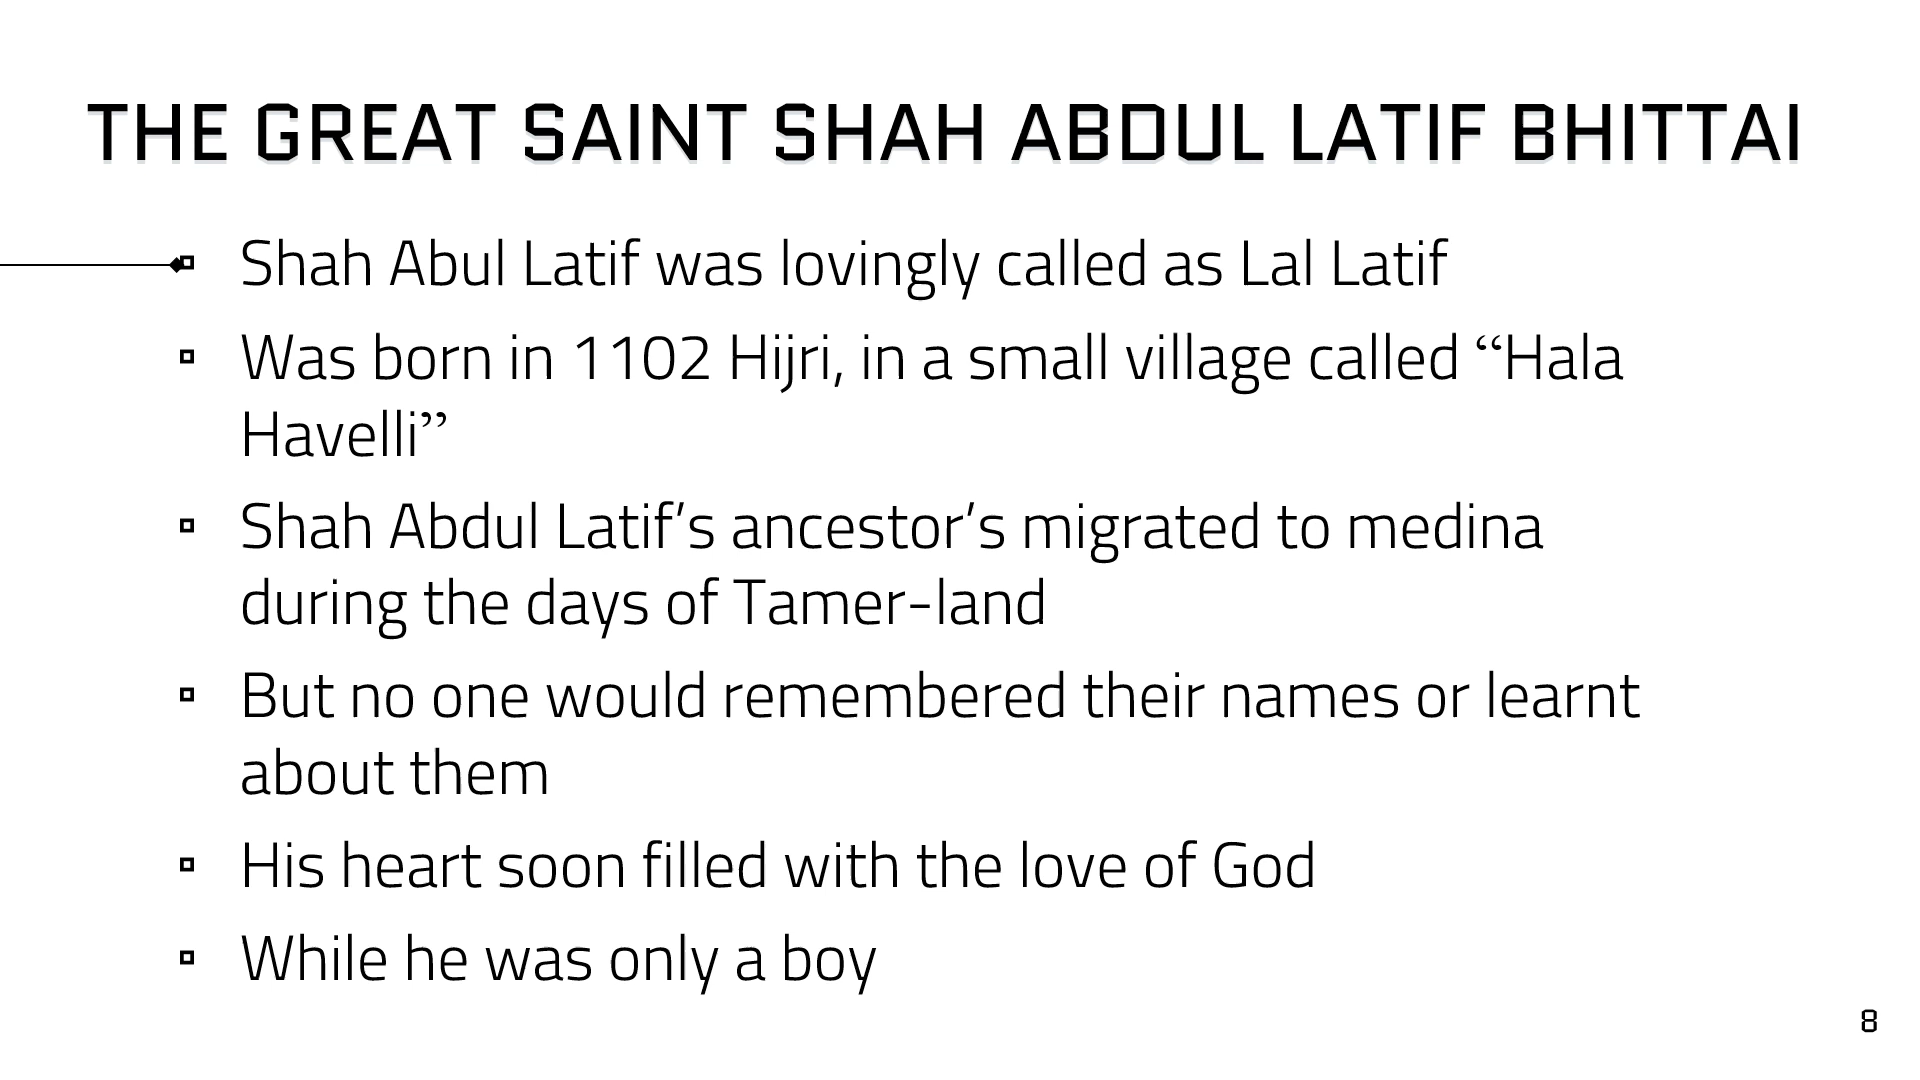 THE GREAT SAINT SHAH ABDUL LATIF BHITTAI
▫ Shah Abul Latif was lovingly called as Lal Latif
▫ Was born in 1102 Hijri, in a small village called “Hala
Havelli”
▫ Shah Abdul Latif’s ancestor’s migrated to medina
during the days of Tamer-land
▫ But no one would remembered their names or learnt
about them
▫ His heart soon filled with the love of God
▫ While he was only a boy
8